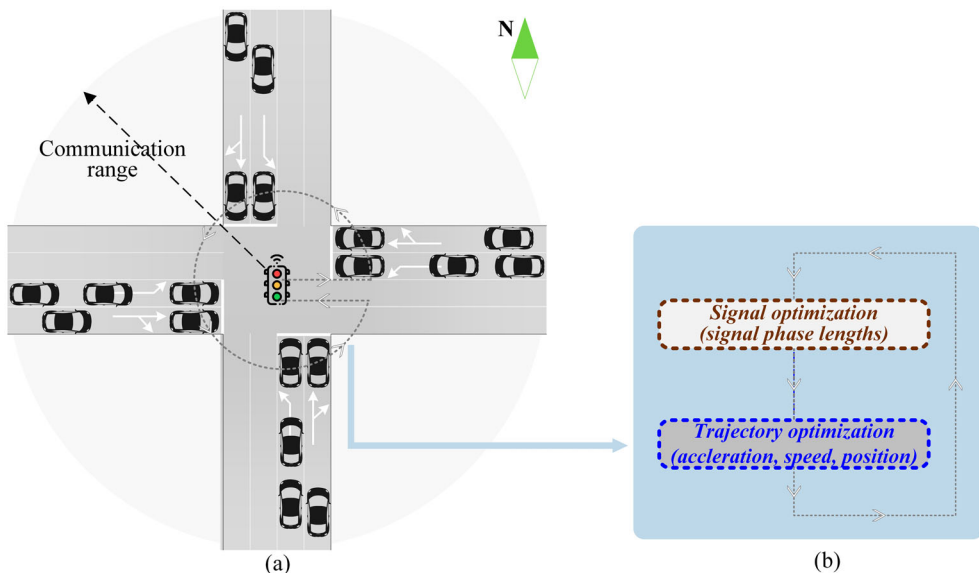 N
Communication
range
Signal optimization
(signal phase lengths)
Trajectory optimization
(accleration, speed, position)
(a)
(b)